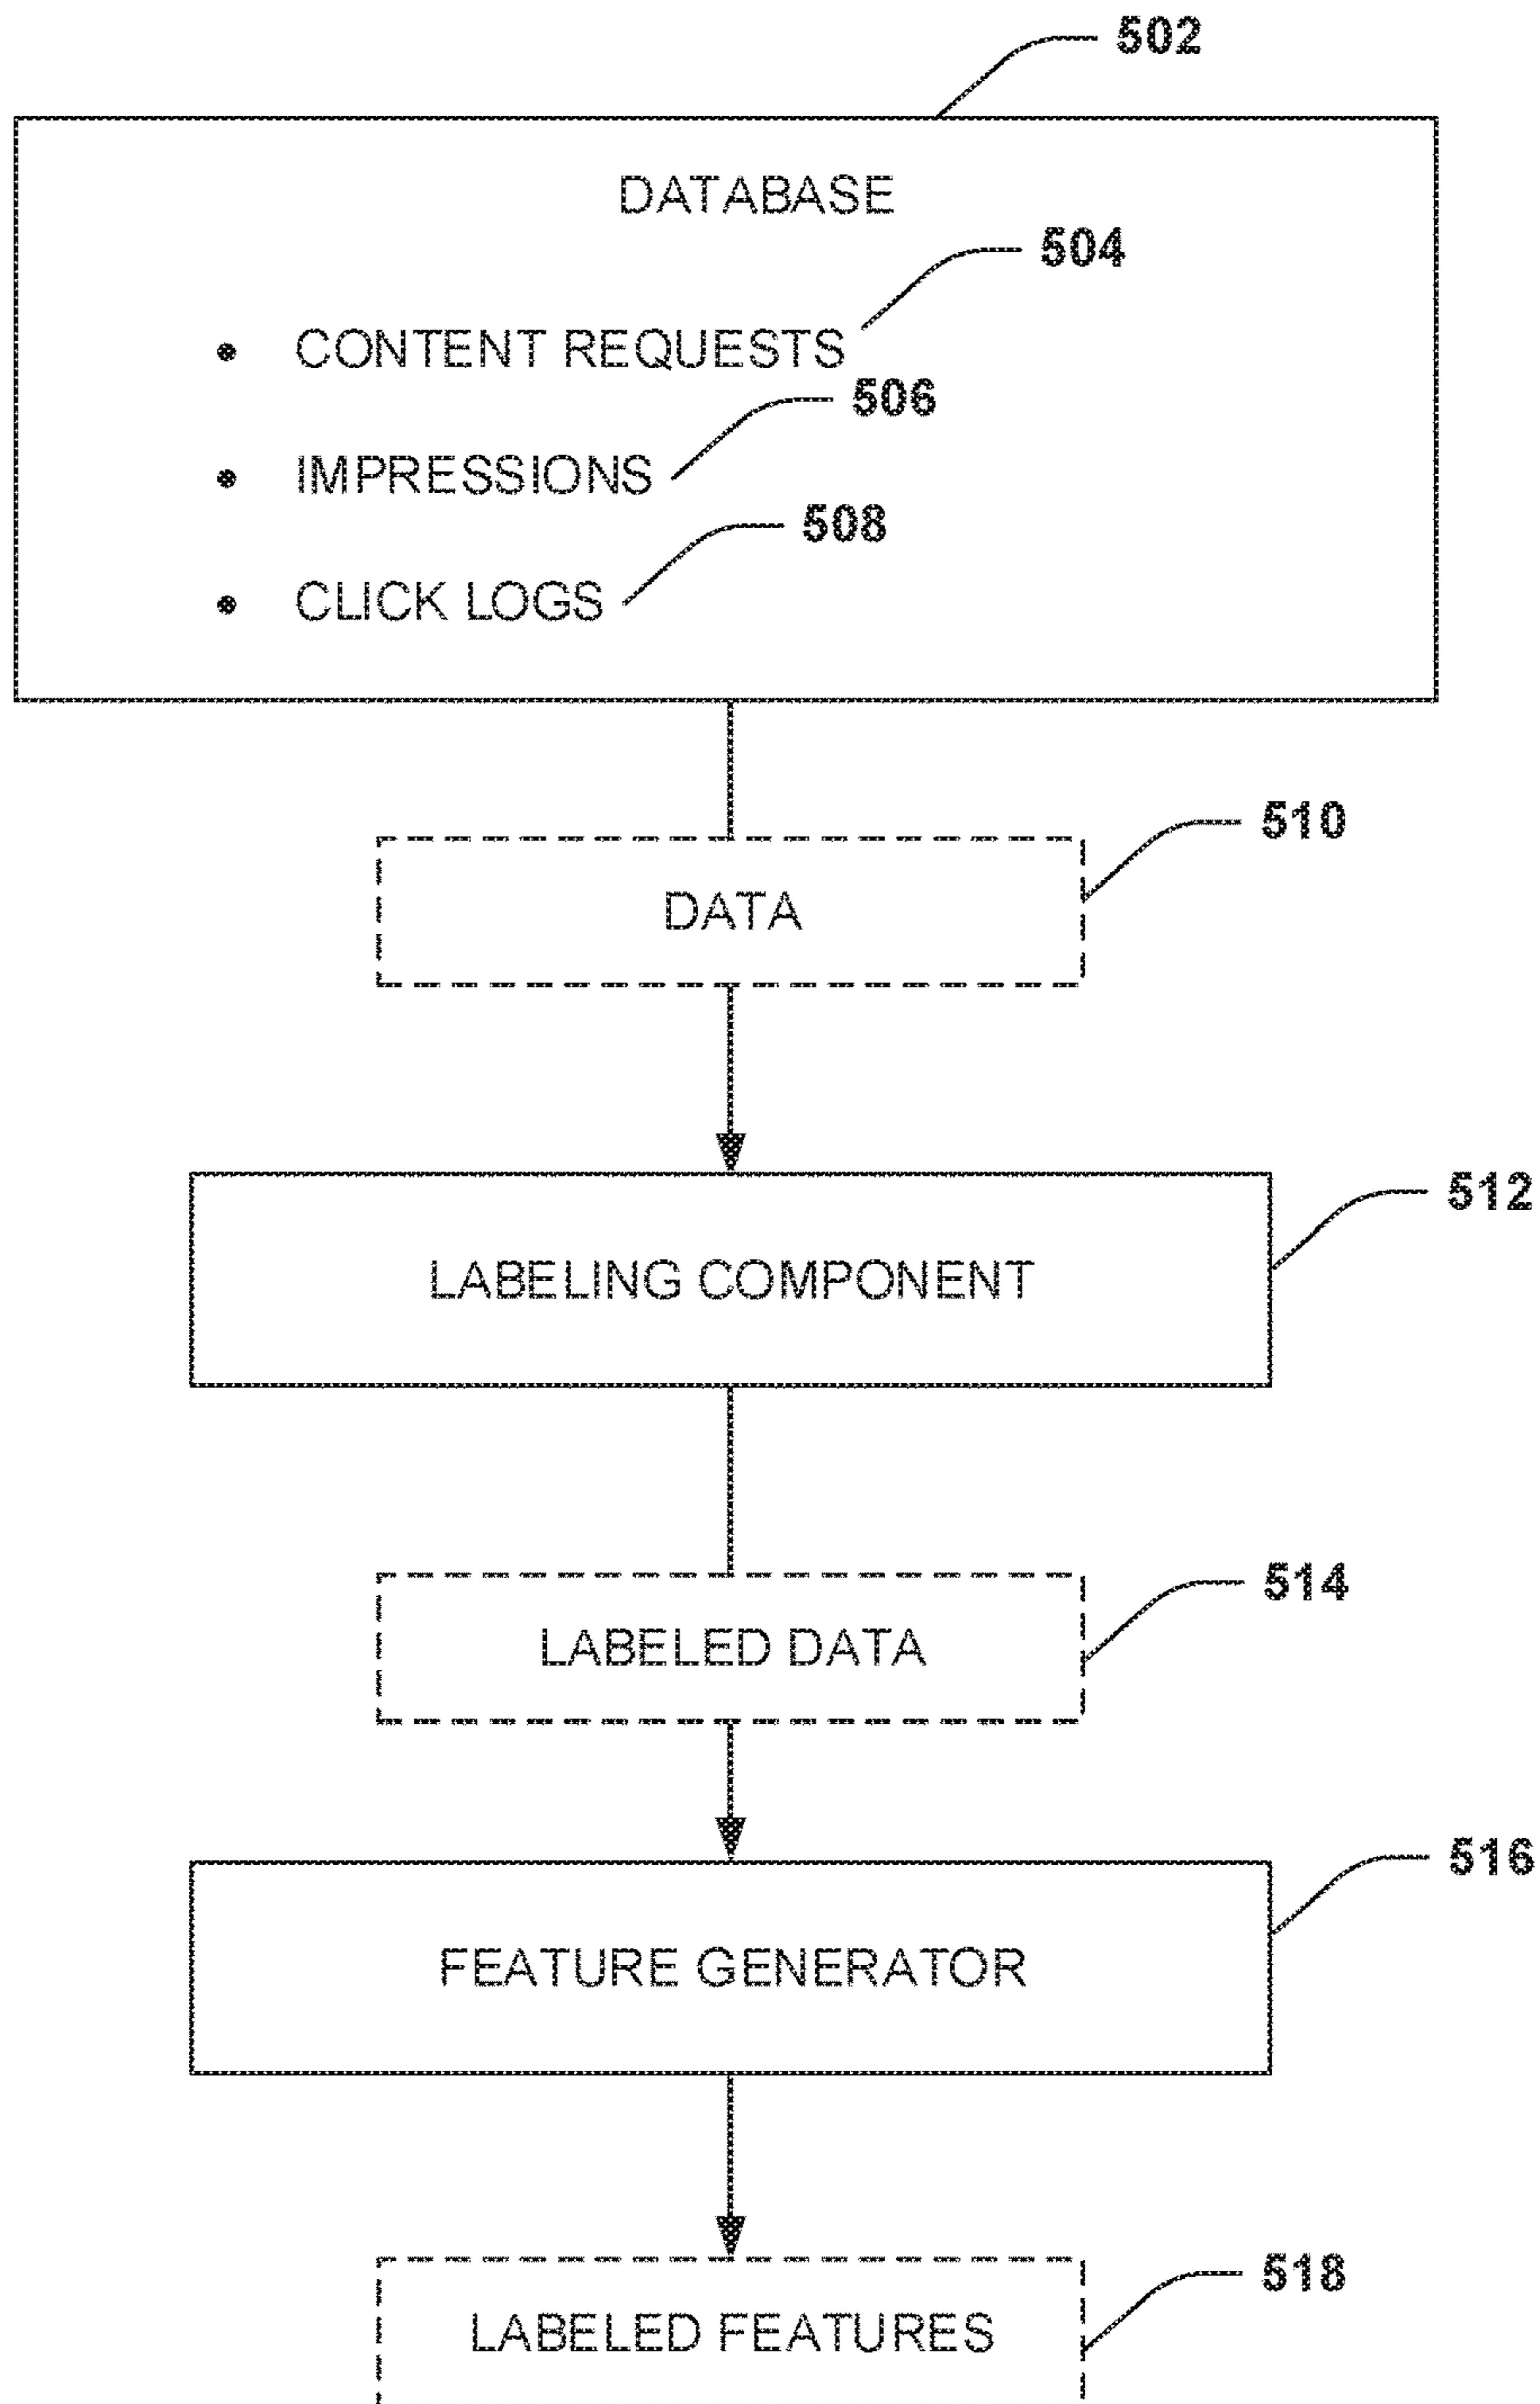 502
DATABASE
504
• CONTENT REQUESTS
506
• IMPRESSIONS
508
• CLICK LOGS
510
DATA
512
LABELING COMPONENT
514
LABELED DATA
516
FEATURE GENERATOR
518
LABELED FEATURES